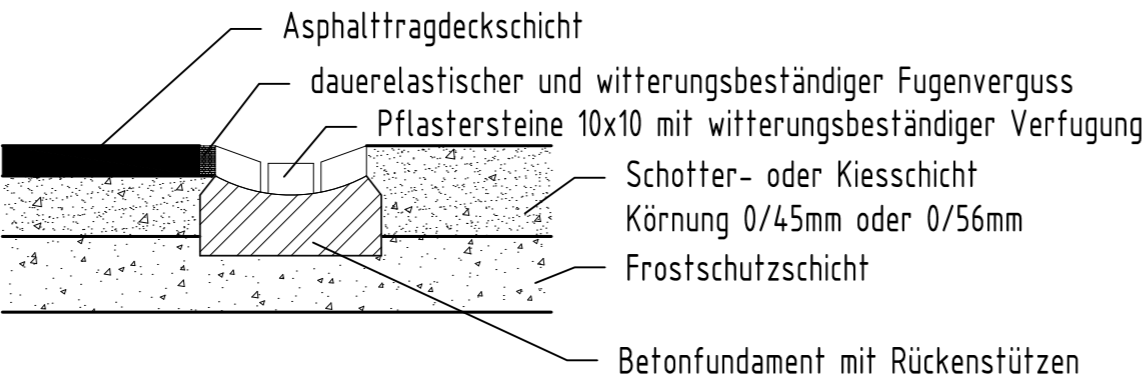 Asphalttragdeckschicht
dauerelastischer und witterungsbeständiger Fugenverguss
Pflastersteine 10x10 mit witterungsbeständiger Verfugung
Schotter- oder Kiesschicht
Körnung 0/45mm oder 0/56mm
Frostschutzschicht
Betonfundament mit Rückenstützen